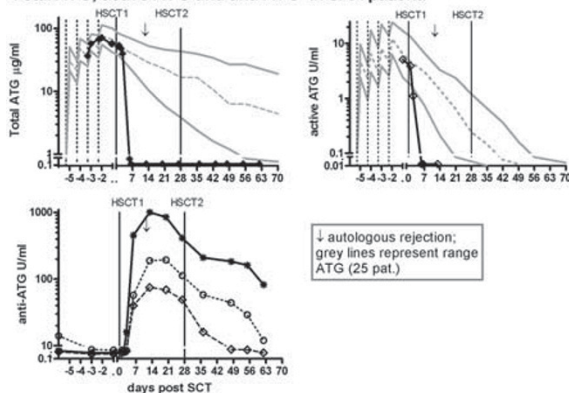 HSCT1 ↓ HSCT2
Total ATG µg/ml
100
10
1
0.1
-5 -4 -3 -2 .. 7 14 21 28 35 42 49 56 63 70
HSCT1 ↓ HSCT2
active ATG U/ml
10
1
0.1
0.01
-5 -4 -3 -2 .0 7 14 21 28 35 42 49 56 63 70
HSCT1 HSCT2
anti-ATG U/ml
1000
100
10
0.1
-5 -4 -3 -2 .0 7 14 21 28 35 42 49 56 63 70
days post SCT
↓ autologous rejection;
grey lines represent range
ATG (25 pat.)